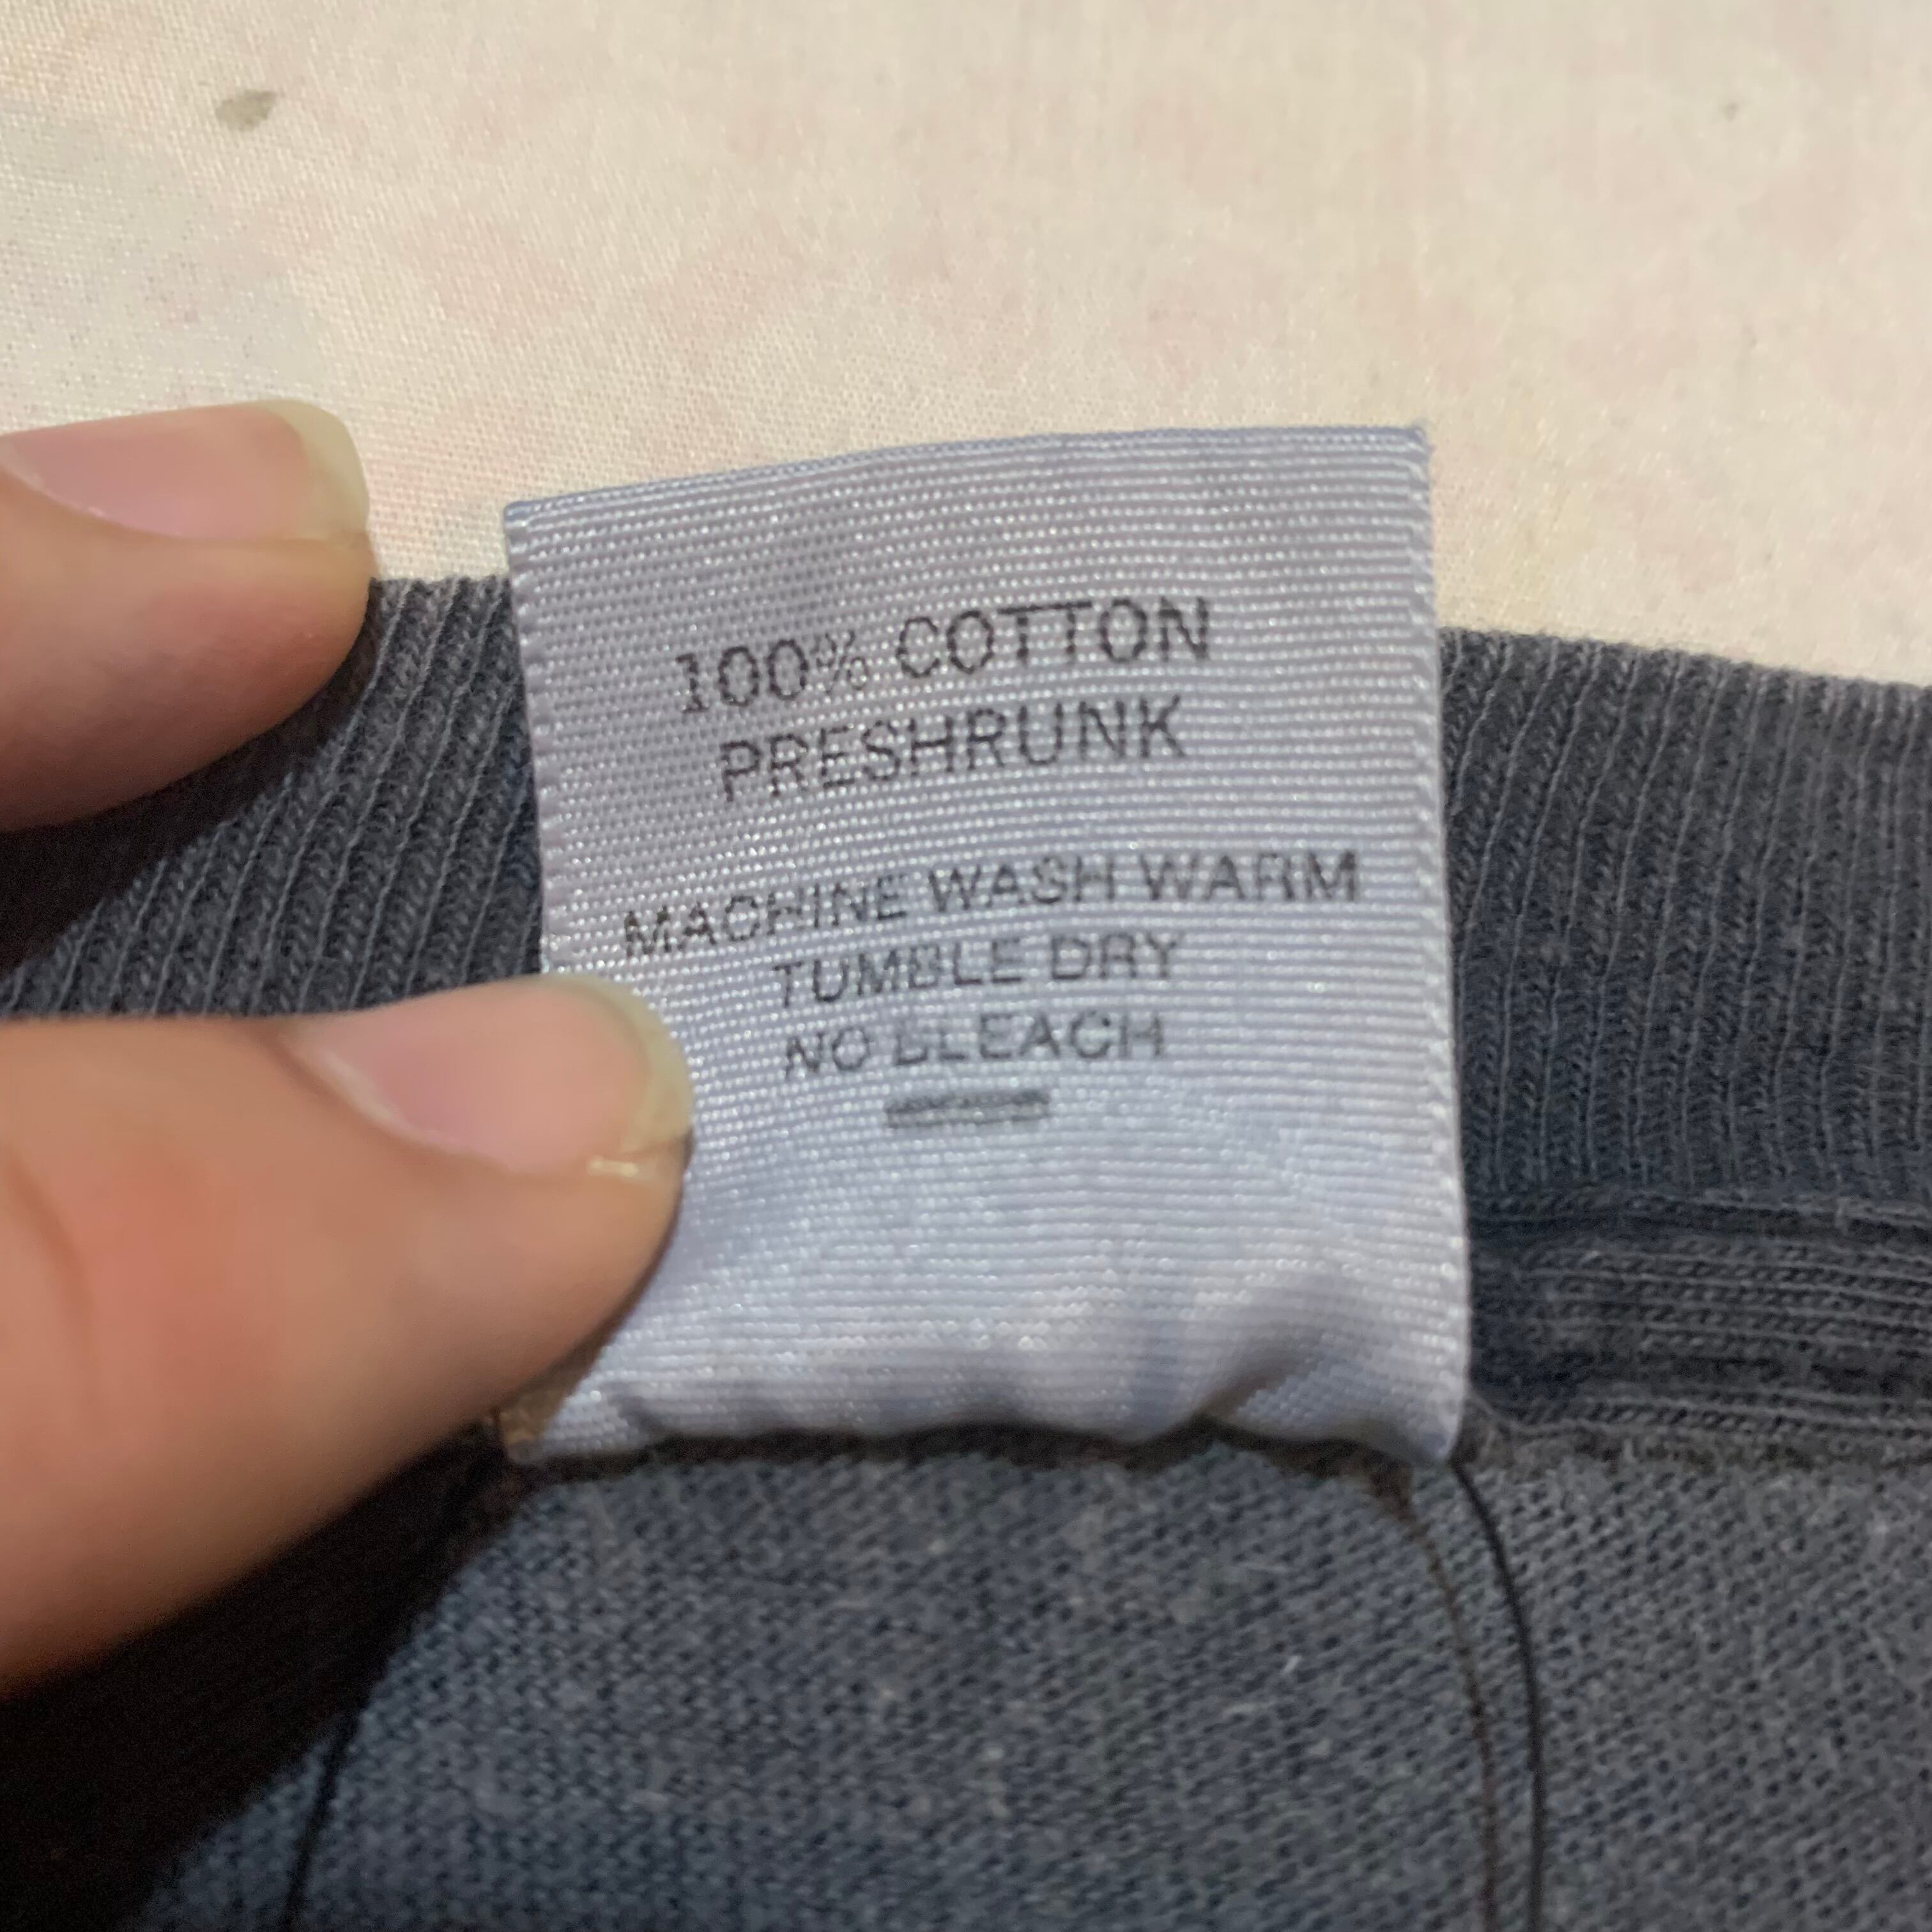 100% COTTON
PRESHRUNK
MACHINE WASH WARM
TUMBLE DRY
NO BLEACH